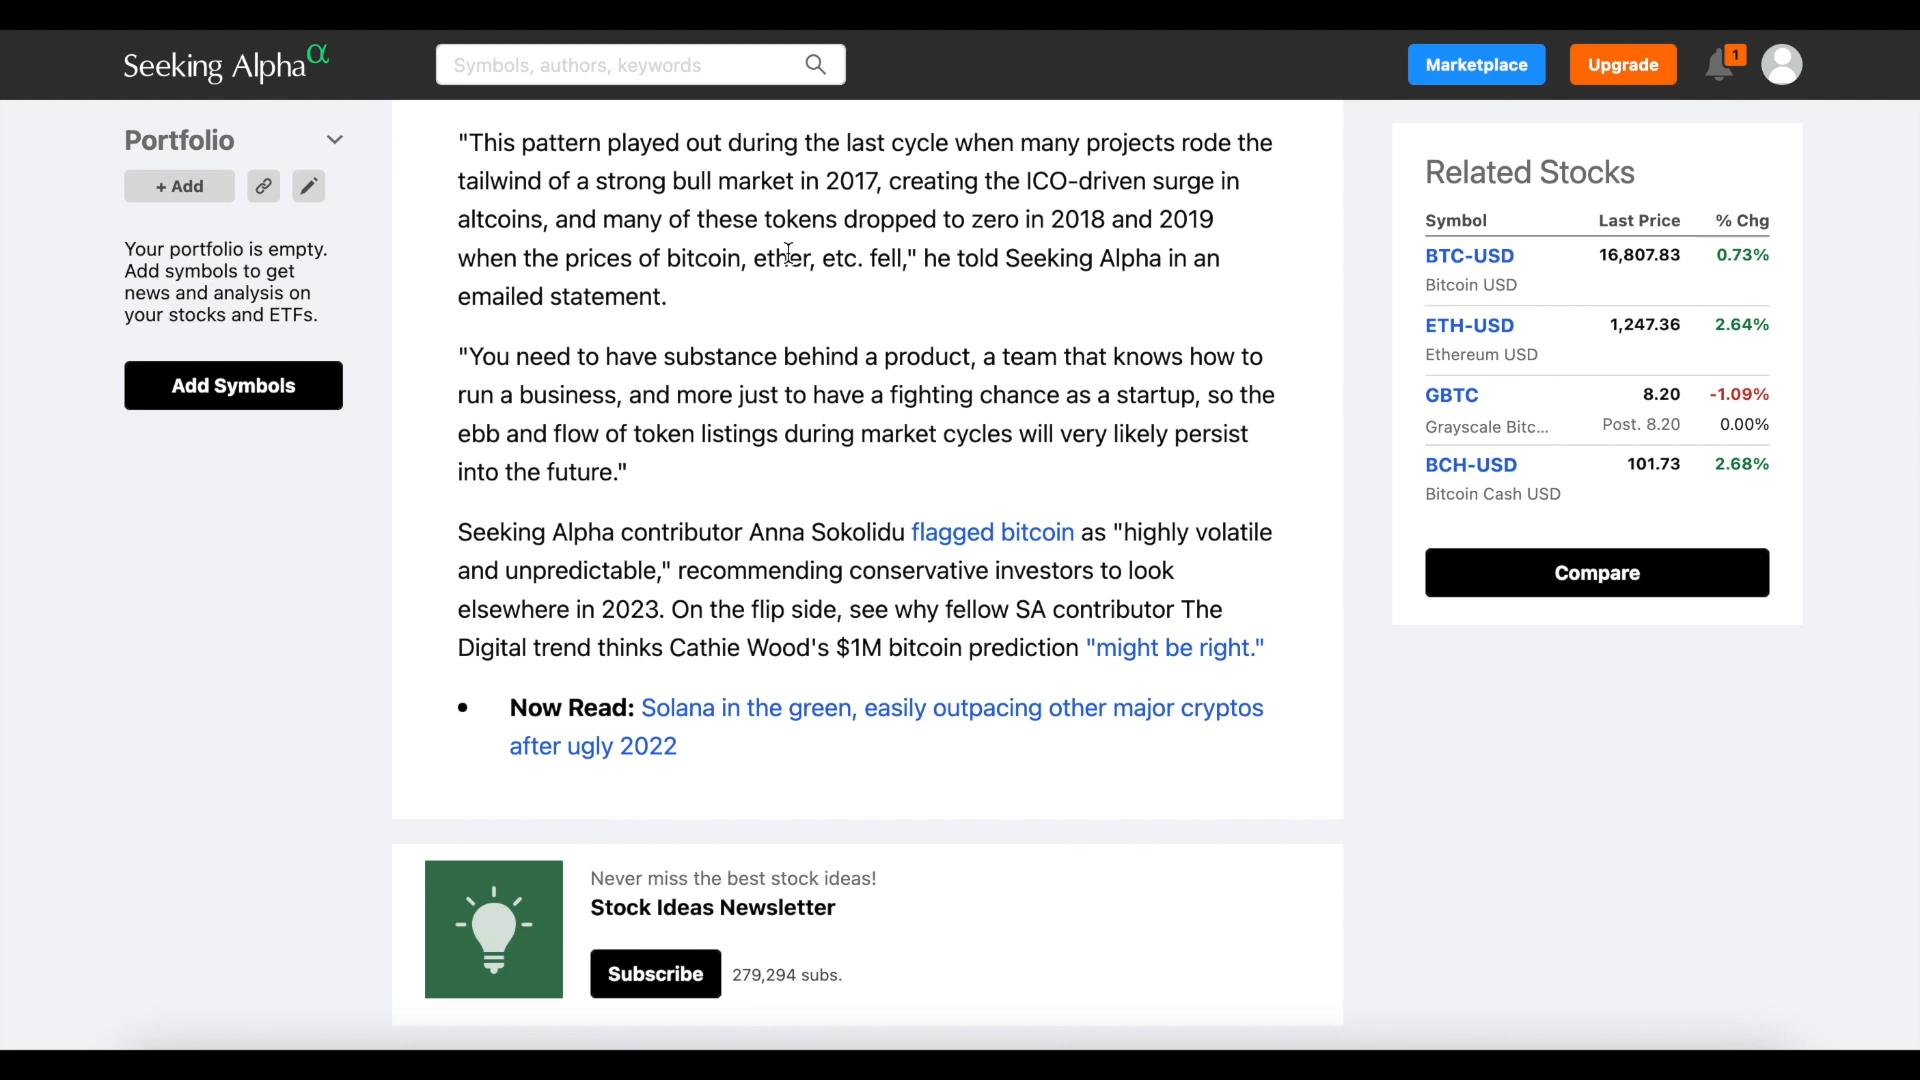 Seeking Alpha α
Symbols, authors, keywords
Marketplace
Upgrade
1
Portfolio
+ Add
Your portfolio is empty.
Add symbols to get
news and analysis on
your stocks and ETFs.
Add Symbols
"This pattern played out during the last cycle when many projects rode the
tailwind of a strong bull market in 2017, creating the ICO-driven surge in
altcoins, and many of these tokens dropped to zero in 2018 and 2019
when the prices of bitcoin, ether, etc. fell," he told Seeking Alpha in an
emailed statement.
"You need to have substance behind a product, a team that knows how to
run a business, and more just to have a fighting chance as a startup, so the
ebb and flow of token listings during market cycles will very likely persist
into the future."
Seeking Alpha contributor Anna Sokolidu flagged bitcoin as "highly volatile
and unpredictable," recommending conservative investors to look
elsewhere in 2023. On the flip side, see why fellow SA contributor The
Digital trend thinks Cathie Wood's $1M bitcoin prediction "might be right."
• Now Read: Solana in the green, easily outpacing other major cryptos
after ugly 2022
Never miss the best stock ideas!
Stock Ideas Newsletter
Subscribe 279,294 subs.
Related Stocks
Symbol Last Price % Chg
BTC-USD 16,807.83 0.73%
Bitcoin USD
ETH-USD 1,247.36 2.64%
Ethereum USD
GBTC 8.20 -1.09%
Grayscale Bitc... Post. 8.20 0.00%
BCH-USD 101.73 2.68%
Bitcoin Cash USD
Compare